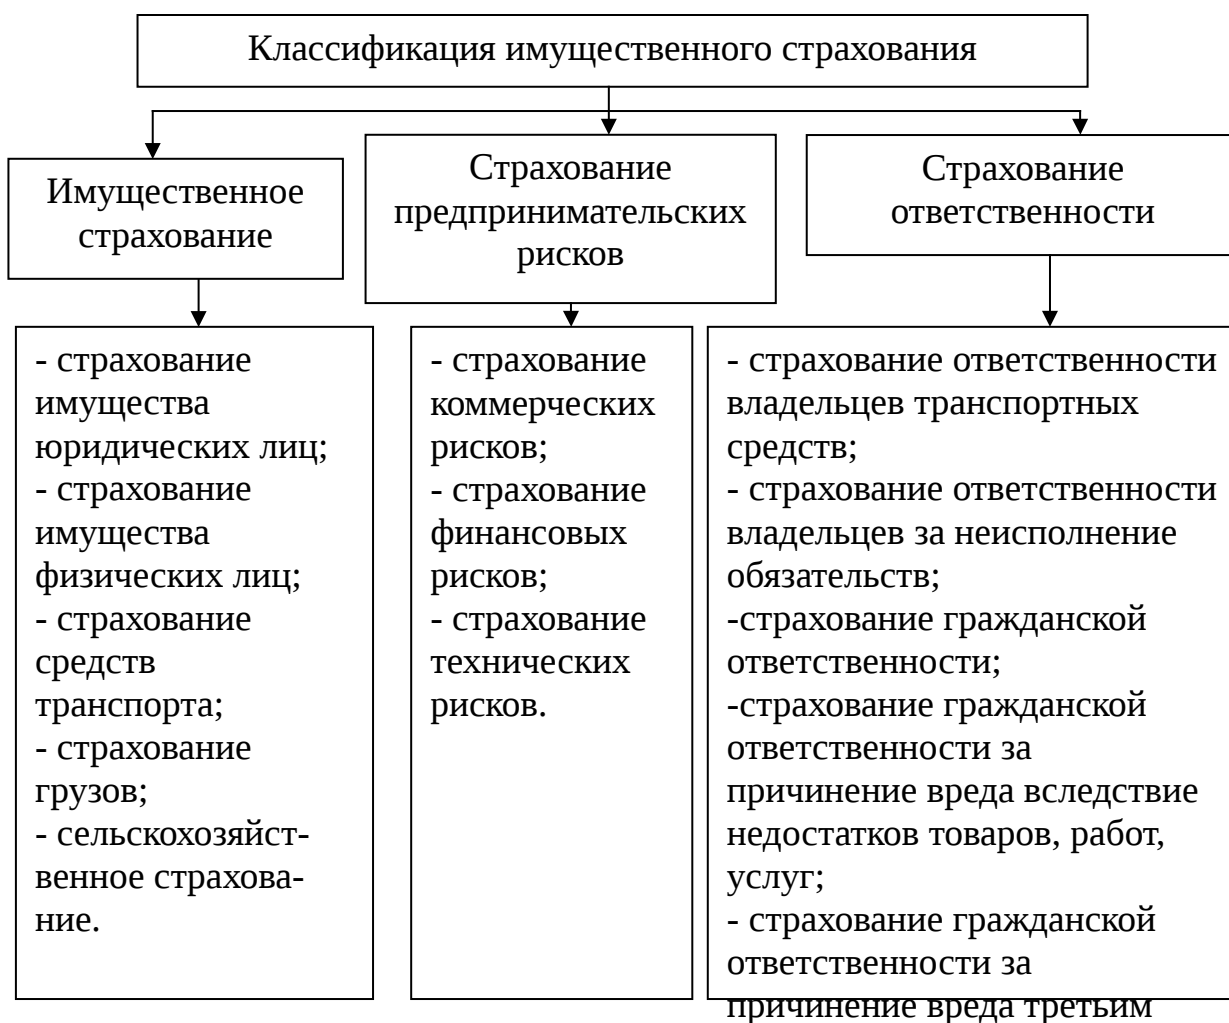 Классификация имущественного страхования
Имущественное
страхование
Страхование
предпринимательских
рисков
Страхование
ответственности
- страхование
имущества
юридических лиц;
- страхование
имущества
физических лиц;
- страхование
средств
транспорта;
- страхование
грузов;
- сельскохозяйст-
венное страхова-
ние.
- страхование
коммерческих
рисков;
- страхование
финансовых
рисков;
- страхование
технических
рисков.
- страхование ответственности
владельцев транспортных
средств;
- страхование ответственности
владельцев за неисполнение
обязательств;
-страхование гражданской
ответственности;
-страхование гражданской
ответственности за
причинение вреда вследствие
недостатков товаров, работ,
услуг;
- страхование гражданской
ответственности за
причинение вреда третьим